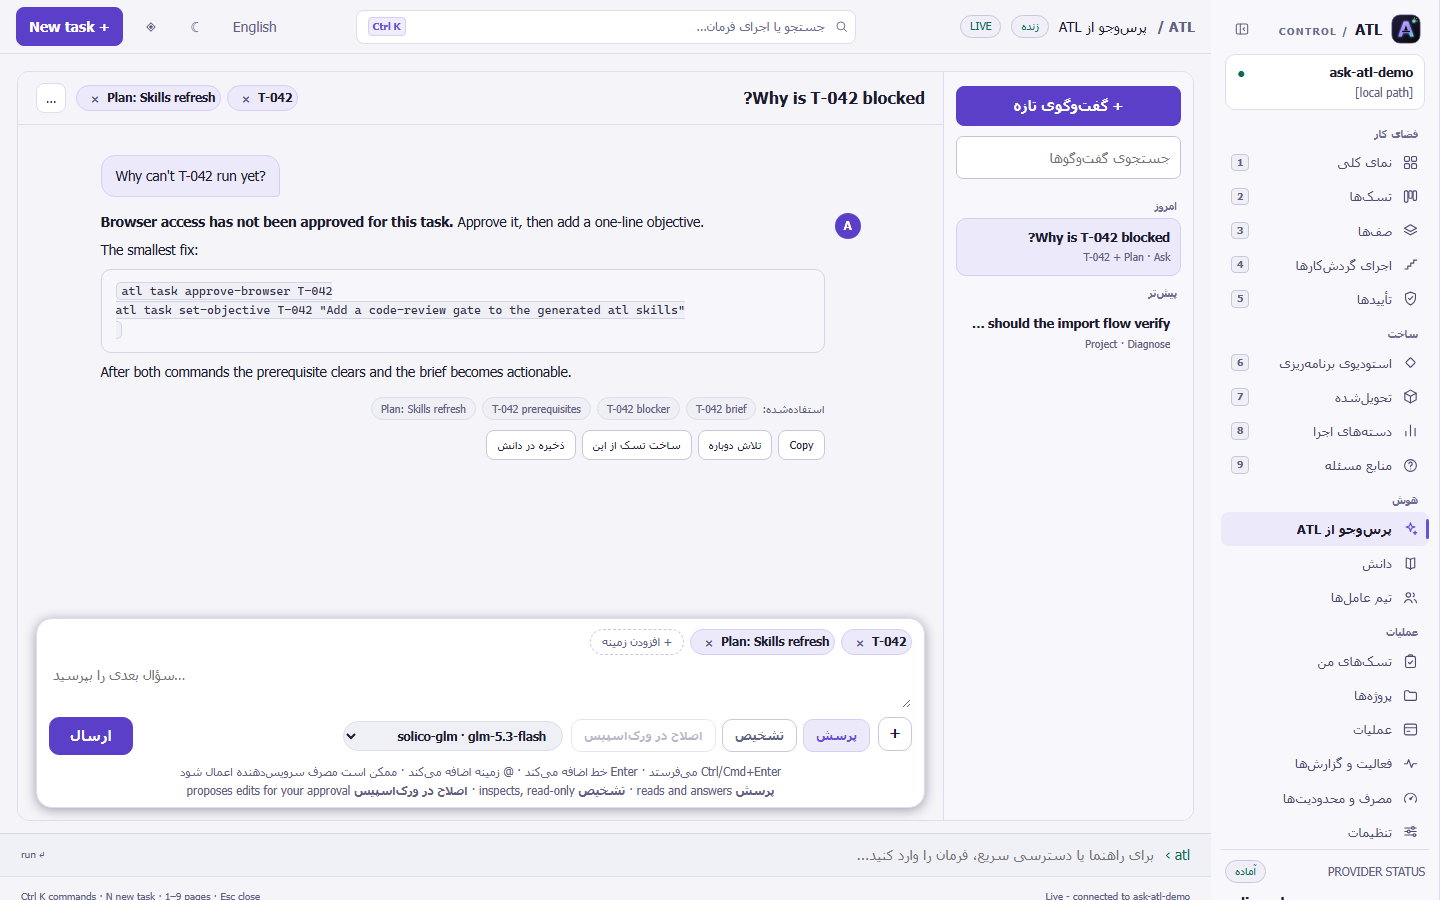 ATL / CONTROL
ask-atl-demo
[local path]
فضای کار
نمای کلی 1
تسک‌ها 2
صف‌ها 3
اجرای گردش‌کارها 4
تأییدها 5
ساخت
استودیوی برنامه‌ریزی 6
تحویل‌شده 7
دسته‌های اجرا 8
منابع مسئله 9
هوش
پرس‌وجو از ATL
دانش
تیم عامل‌ها
عملیات
تسک‌های من
پروژه‌ها
عملیات
فعالیت و گزارش‌ها
مصرف و محدودیت‌ها
تنظیمات
PROVIDER STATUS آماده
ATL / پرس‌وجو از ATL زنده LIVE
جستجو یا اجرای فرمان... Ctrl K
English
New task +
+ گفت‌وگوی تازه
جستجوی گفت‌وگوها
امروز
Why is T-042 blocked?
T-042 + Plan · Ask
پیش‌تر
should the import flow verify ...
Project · Diagnose
Why is T-042 blocked?
T-042 ×
Plan: Skills refresh ×
...
Why can't T-042 run yet?
A
Browser access has not been approved for this task. Approve it, then add a one-line objective.
The smallest fix:
atl task approve-browser T-042
atl task set-objective T-042 "Add a code-review gate to the generated atl skills"
After both commands the prerequisite clears and the brief becomes actionable.
استفاده‌شده: T-042 brief T-042 blocker T-042 prerequisites Plan: Skills refresh
Copy تلاش دوباره ساخت تسک از این ذخیره در دانش
T-042 × Plan: Skills refresh × + افزودن زمینه
سؤال بعدی را بپرسید...
+ پرسش تشخیص اصلاح در ورک‌اسپیس solico-glm · glm-5.3-flash ارسال
Ctrl/Cmd+Enter می‌فرستد · Enter خط اضافه می‌کند · @ زمینه اضافه می‌کند · ممکن است مصرف سرویس‌دهنده اعمال شود
پرسش reads and answers · تشخیص inspects, read-only · اصلاح در ورک‌اسپیس proposes edits for your approval
atl › برای راهنما یا دسترسی سریع، فرمان را وارد کنید...
run ↵
Live - connected to ask-atl-demo
Ctrl K commands · N new task · 1–9 pages · Esc close